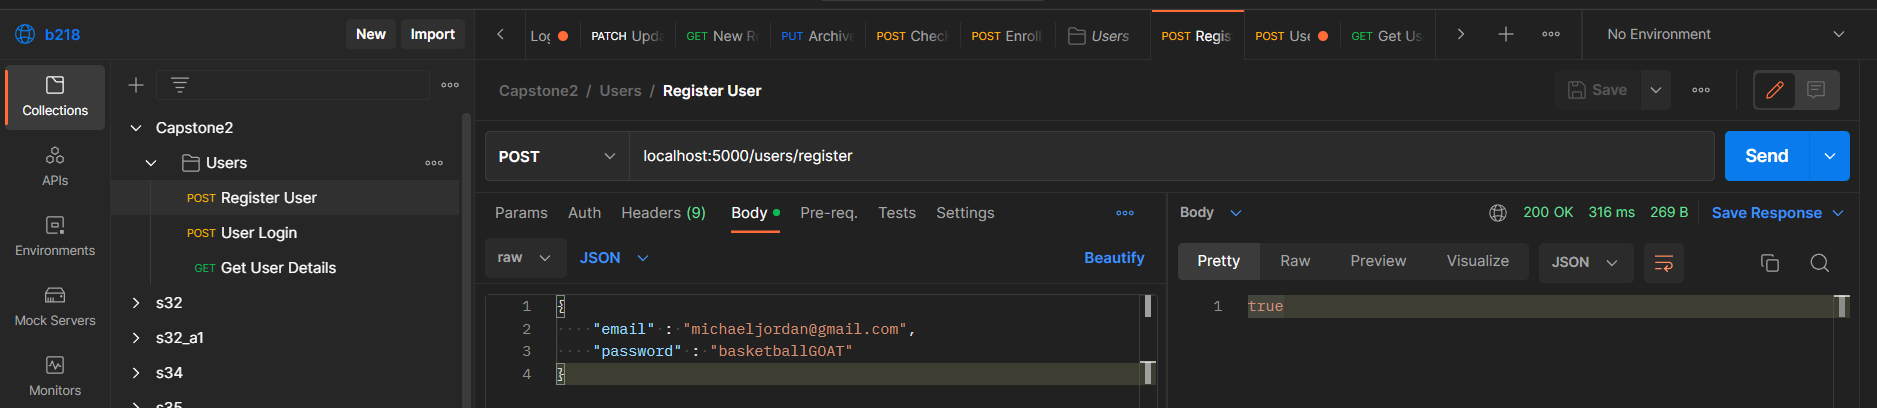 b218
New
Import
Log
PATCH Upda
GET New R
PUT Archive
POST Chec
POST Enroll
Users
POST Regis
POST Use
GET Get Us
No Environment
Collections
APIs
Environments
Mock Servers
Monitors
Capstone2
Users
POST Register User
POST User Login
GET Get User Details
s32
s32_a1
s34
s35
Capstone2 / Users / Register User
Save
POST
localhost:5000/users/register
Send
Params Auth Headers (9) Body Pre-req. Tests Settings
raw
JSON
Beautify
1 {
2 "email" : "michaeljordan@gmail.com",
3 "password" : "basketballGOAT"
4 }
Body
200 OK 316 ms 269 B
Save Response
Pretty Raw Preview Visualize
JSON
1 true